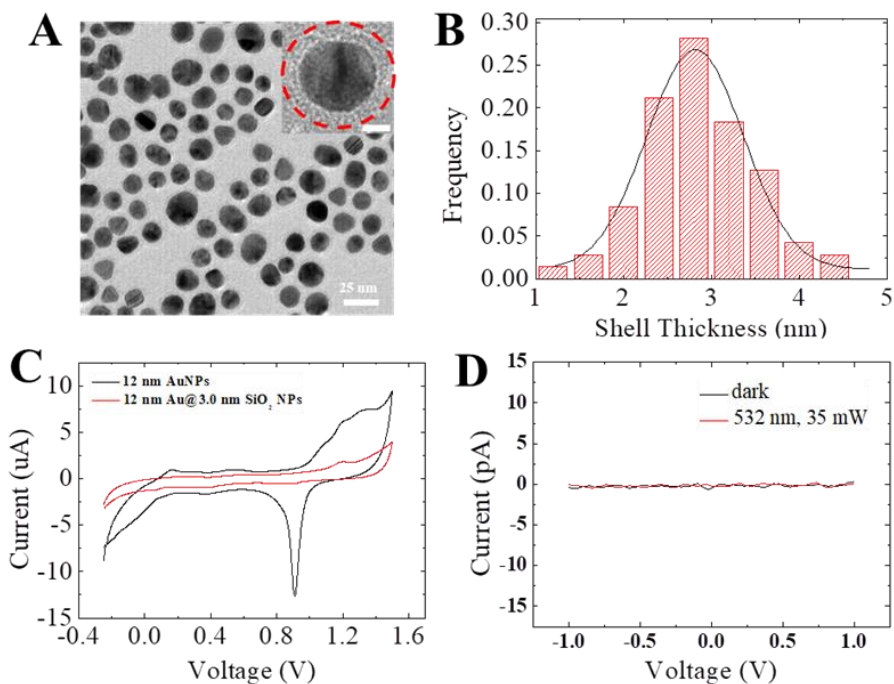 A
25 nm
B
0.30
0.25
0.20
0.15
0.10
0.05
0.00
Frequency
1 2 3 4 5
Shell Thickness (nm)
C
12 nm AuNPs
12 nm Au@3.0 nm SiO₂ NPs
10
5
0
-5
-10
-15
Current (uA)
-0.4 0.0 0.4 0.8 1.2 1.6
Voltage (V)
D
dark
532 nm, 35 mW
15
10
5
0
-5
-10
-15
Current (pA)
-1.0 -0.5 0.0 0.5 1.0
Voltage (V)